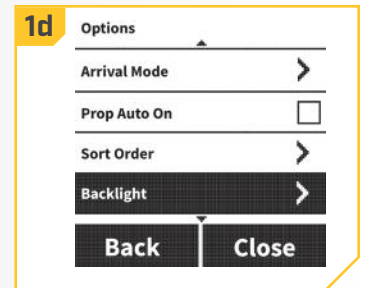 1d
Options
Arrival Mode
Prop Auto On
Sort Order
Backlight
Back Close